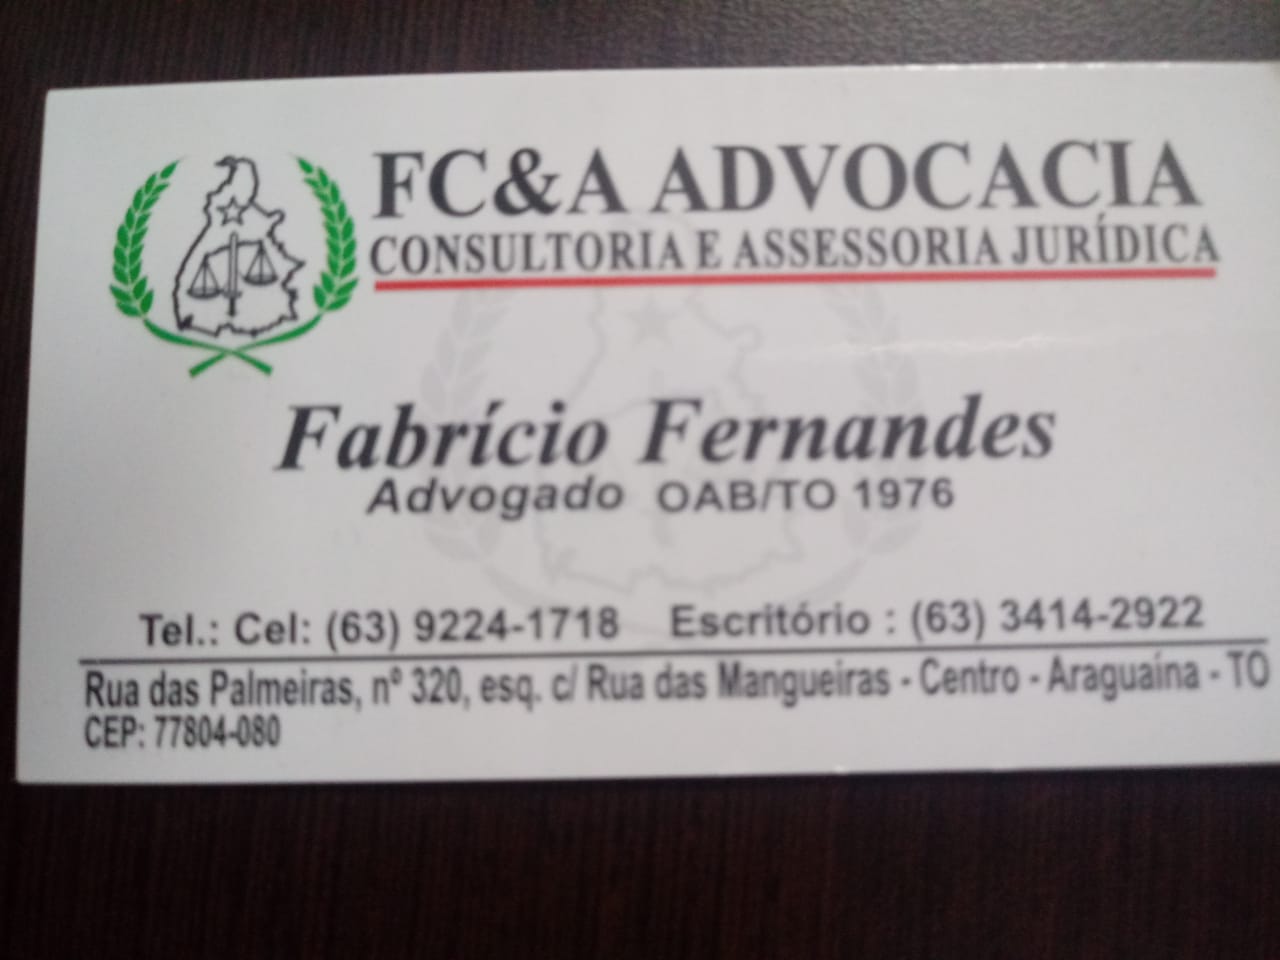 FC&A ADVOCACIA
CONSULTORIA E ASSESSORIA JURÍDICA
Fabrício Fernandes
Advogado OAB/TO 1976
Tel.: Cel: (63) 9224-1718 Escritório : (63) 3414-2922
Rua das Palmeiras, nº 320, esq. c/ Rua das Mangueiras - Centro - Araguaína - TO
CEP: 77804-080